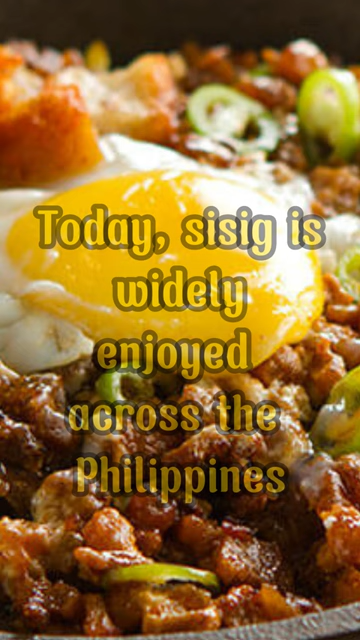 Today, sisig is
widely
enjoyed
across the
Philippines